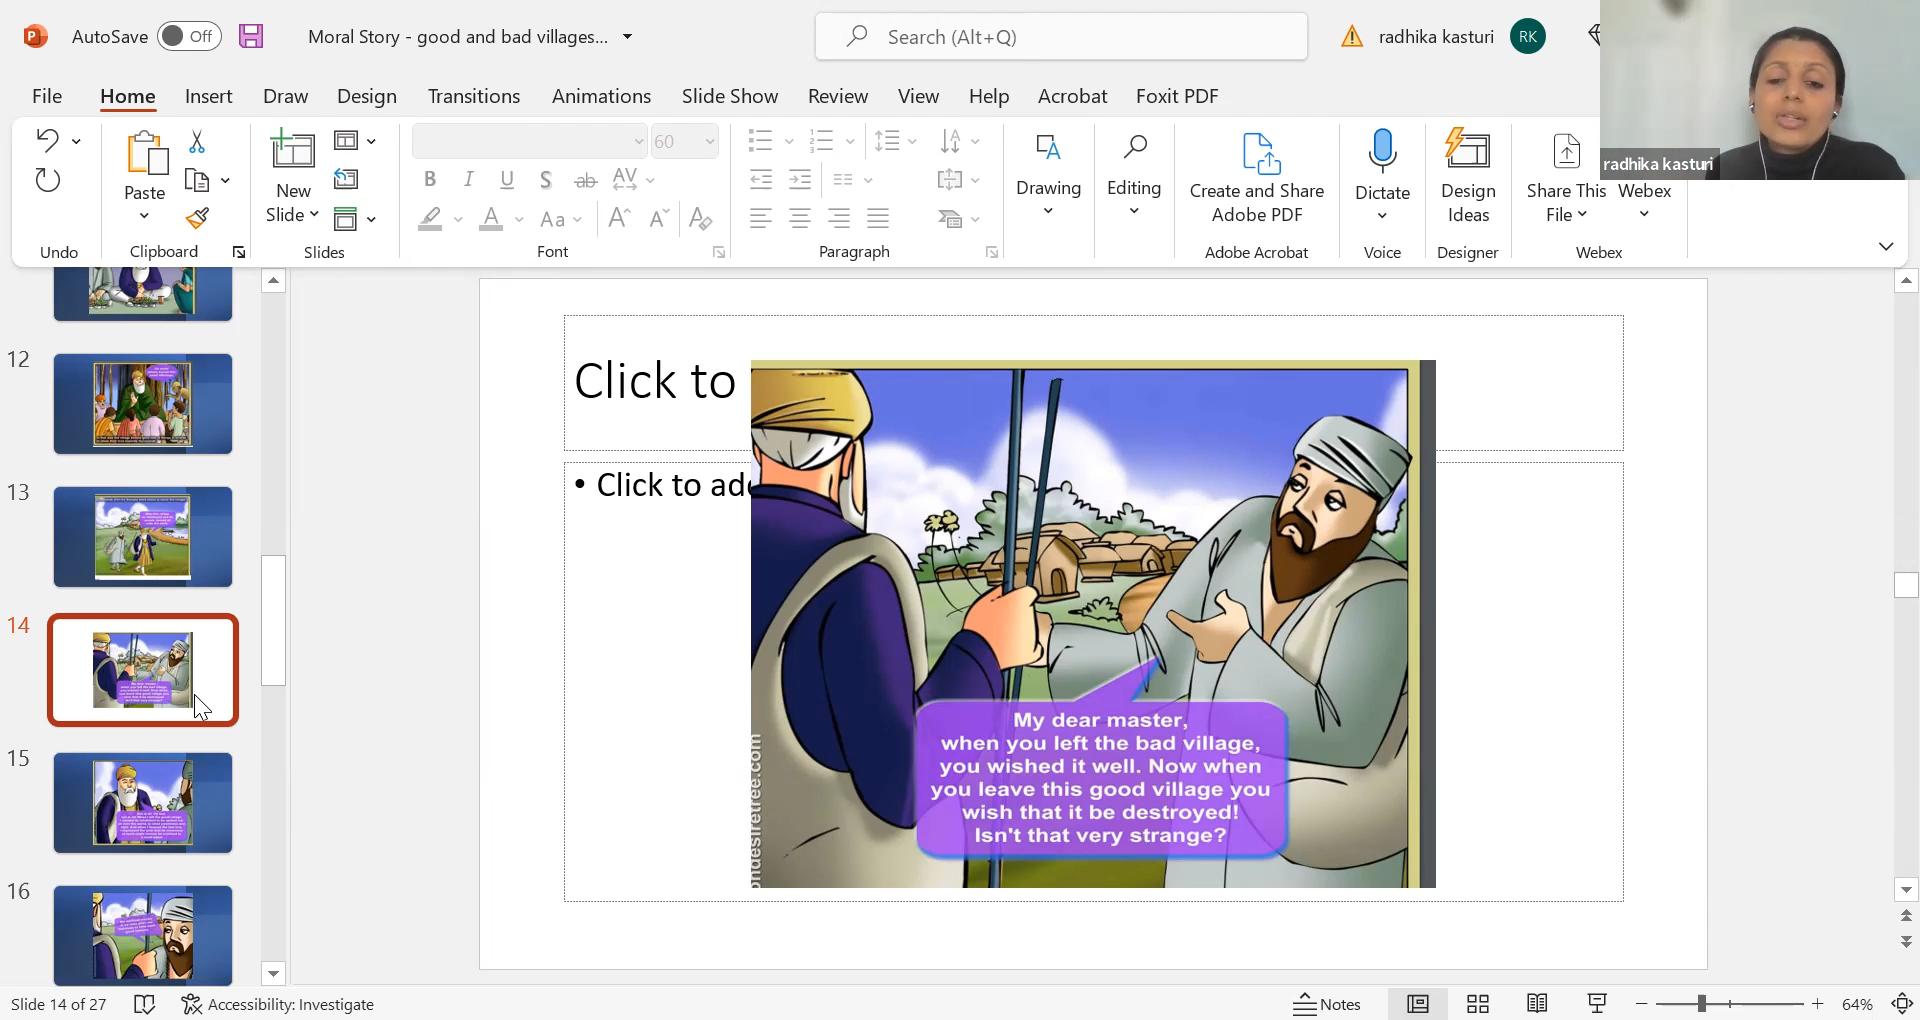 AutoSave Off Moral Story - good and bad villages... Search (Alt+Q) radhika kasturi RK
File Home Insert Draw Design Transitions Animations Slide Show Review View Help Acrobat Foxit PDF
radhika kasturi
60
Paste
New
Slide
Drawing
Editing
Create and Share
Adobe PDF
Dictate
Design
Ideas
Share This
File
Webex
Undo Clipboard Slides Font Paragraph Adobe Acrobat Voice Designer Webex
12
13
14
15
16
Click to
• Click to add
My dear master,
when you left the bad village,
you wished it well. Now when
you leave this good village you
wish that it be destroyed!
Isn't that very strange?
ondesiretree.com
Slide 14 of 27 Accessibility: Investigate Notes 64%